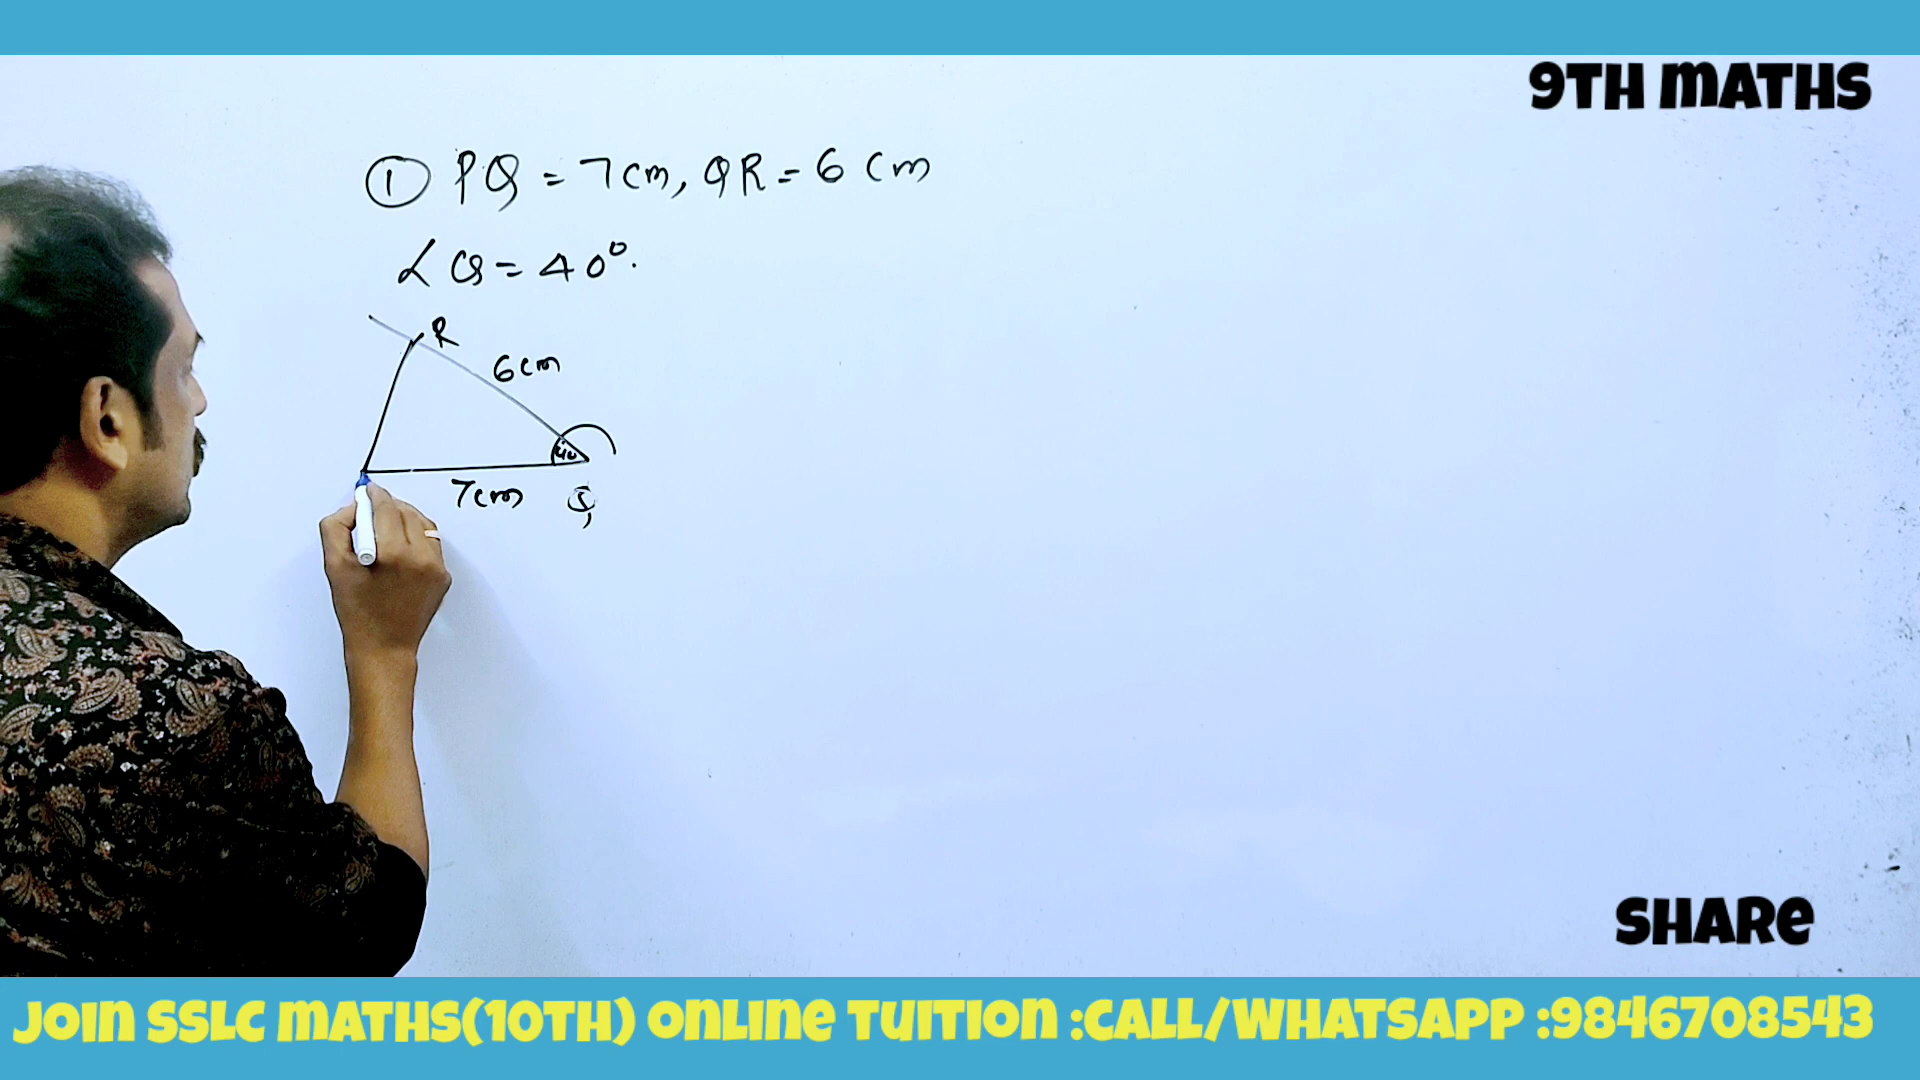 9TH MATHS
① PQ = 7cm, QR = 6 cm
∠Q = 40°.
R
6cm
40
7cm Q
SHARE
JOIN SSLC MATHS(10TH) ONLINE TUITION :CALL/WHATSAPP :9846708543